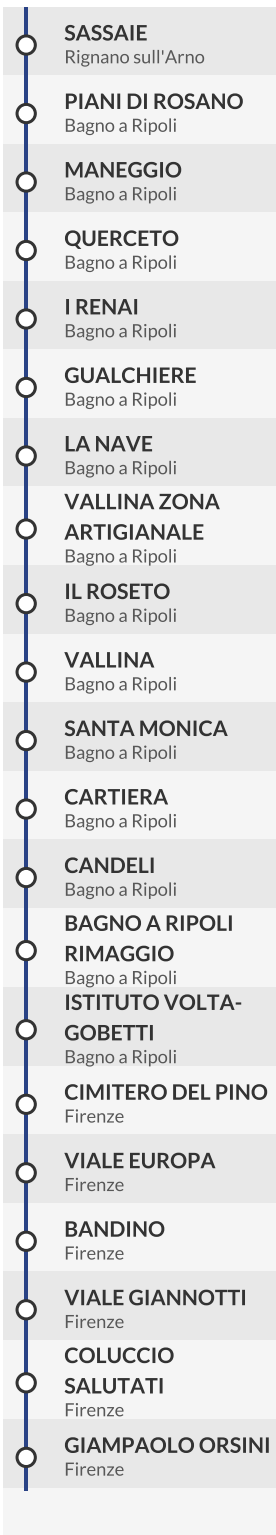 SASSAIE
Rignano sull'Arno
PIANI DI ROSANO
Bagno a Ripoli
MANEGGIO
Bagno a Ripoli
QUERCETO
Bagno a Ripoli
I RENAI
Bagno a Ripoli
GUALCHIERE
Bagno a Ripoli
LA NAVE
Bagno a Ripoli
VALLINA ZONA
ARTIGIANALE
Bagno a Ripoli
IL ROSETO
Bagno a Ripoli
VALLINA
Bagno a Ripoli
SANTA MONICA
Bagno a Ripoli
CARTIERA
Bagno a Ripoli
CANDELI
Bagno a Ripoli
BAGNO A RIPOLI
RIMAGGIO
Bagno a Ripoli
ISTITUTO VOLTA-
GOBETTI
Bagno a Ripoli
CIMITERO DEL PINO
Firenze
VIALE EUROPA
Firenze
BANDINO
Firenze
VIALE GIANNOTTI
Firenze
COLUCCIO
SALUTATI
Firenze
GIAMPAOLO ORSINI
Firenze